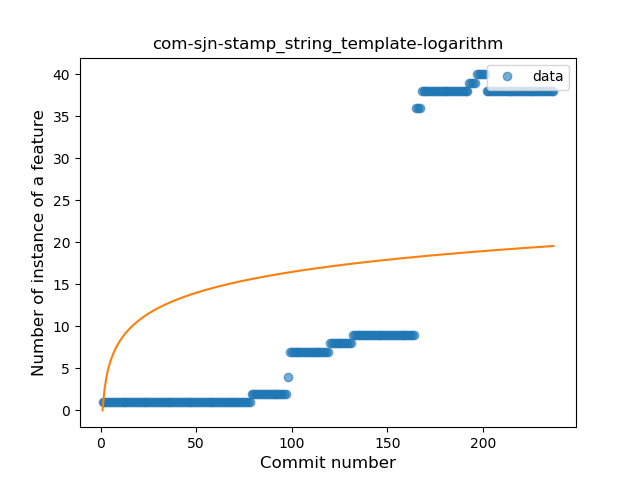 com-sjn-stamp_string_template-logarithm
data
Number of instance of a feature
40
35
30
25
20
15
10
5
0
0 50 100 150 200
Commit number